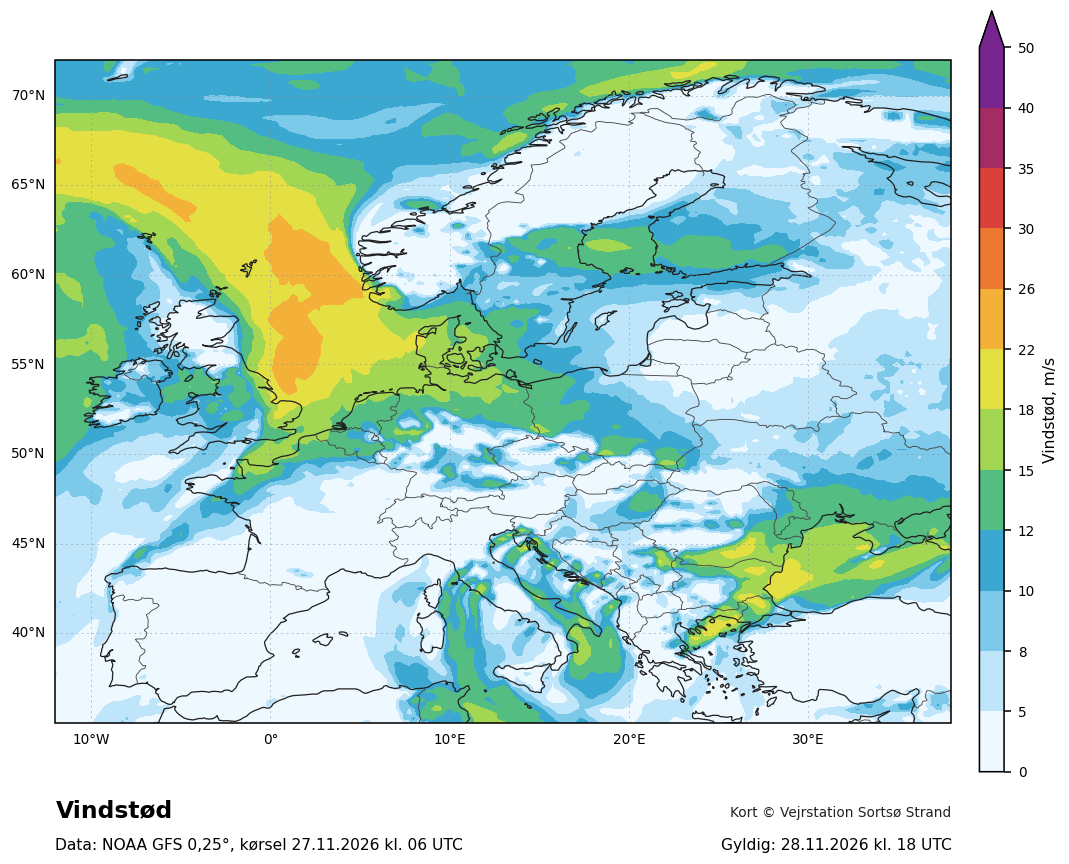 70°N
65°N
60°N
55°N
50°N
45°N
40°N
10°W
0°
10°E
20°E
30°E
50
40
35
30
26
22
18
15
12
10
8
5
0
Vindstød, m/s
Vindstød
Kort © Vejrstation Sortsø Strand
Data: NOAA GFS 0,25°, kørsel 27.11.2026 kl. 06 UTC
Gyldig: 28.11.2026 kl. 18 UTC